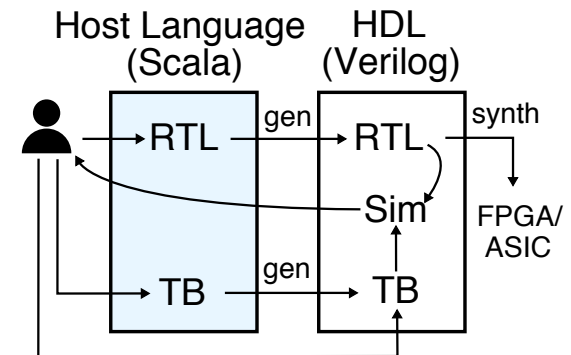 Host Language
(Scala)
HDL
(Verilog)
RTL
gen
RTL
synth
Sim
FPGA/
ASIC
TB
gen
TB